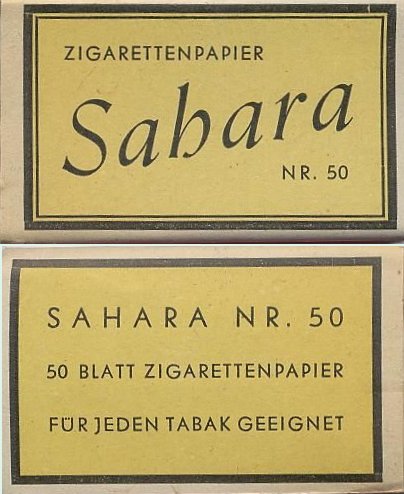 ZIGARETTENPAPIER
Sahara
NR. 50
SAHARA NR. 50
50 BLATT ZIGARETTENPAPIER
FÜR JEDEN TABAK GEEIGNET